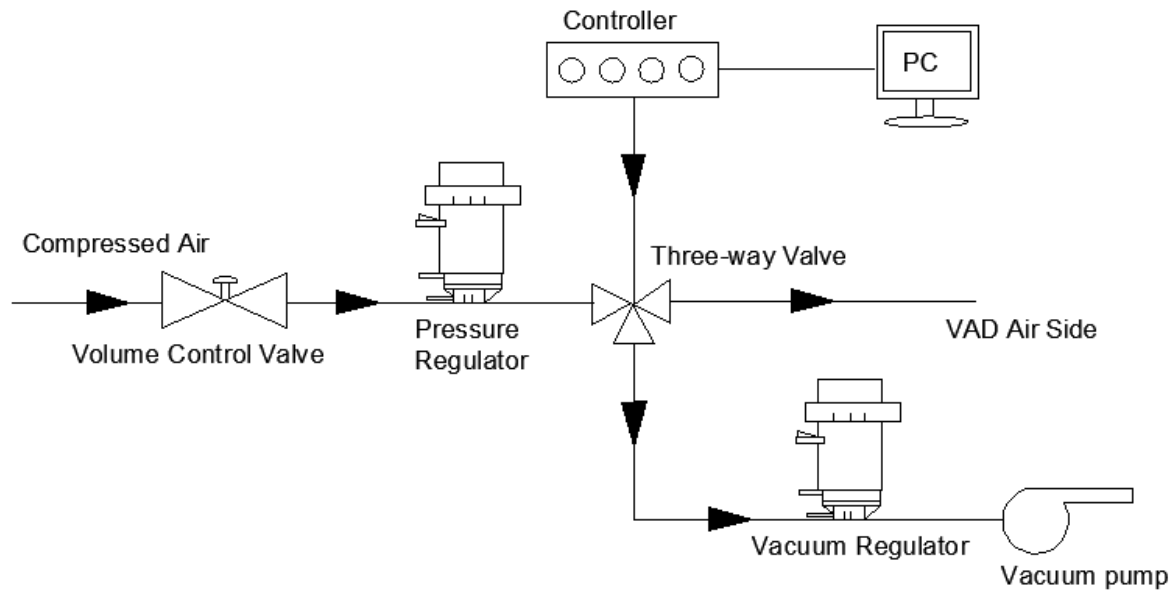 Controller
PC
Compressed Air
Three-way Valve
Volume Control Valve
Pressure
Regulator
VAD Air Side
Vacuum Regulator
Vacuum pump